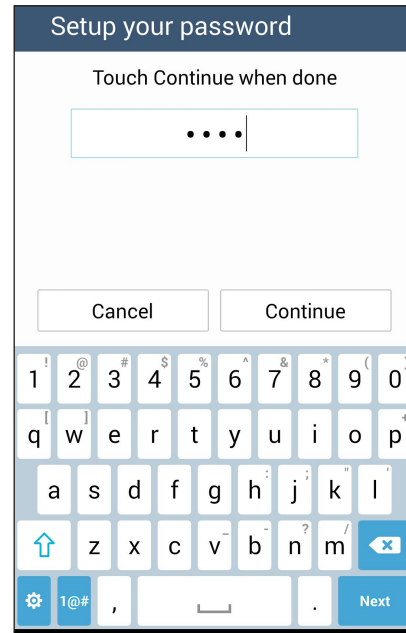 Setup your password
Touch Continue when done
••••
Cancel Continue
! @ # $ % ^ & * ( )
1 2 3 4 5 6 7 8 9 0
[ ] +
q w e r t y u i o p
: ; " '
a s d f g h j k l
_ - ? /
z x c v b n m
1@# , . Next